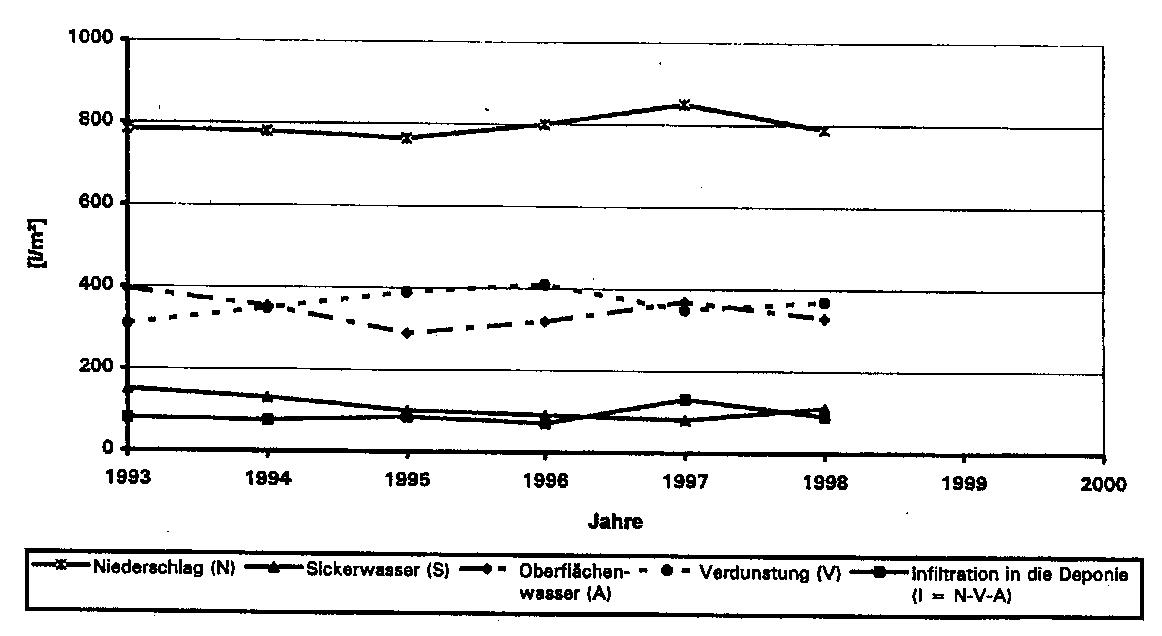 1000
800
600
400
200
0
[l/m²]
1993 1994 1995 1996 1997 1998 1999 2000
Jahre
Niederschlag (N) Sickerwasser (S) Oberflächen- Verdunstung (V) Infiltration in die Deponie
wasser (A) (I = N-V-A)